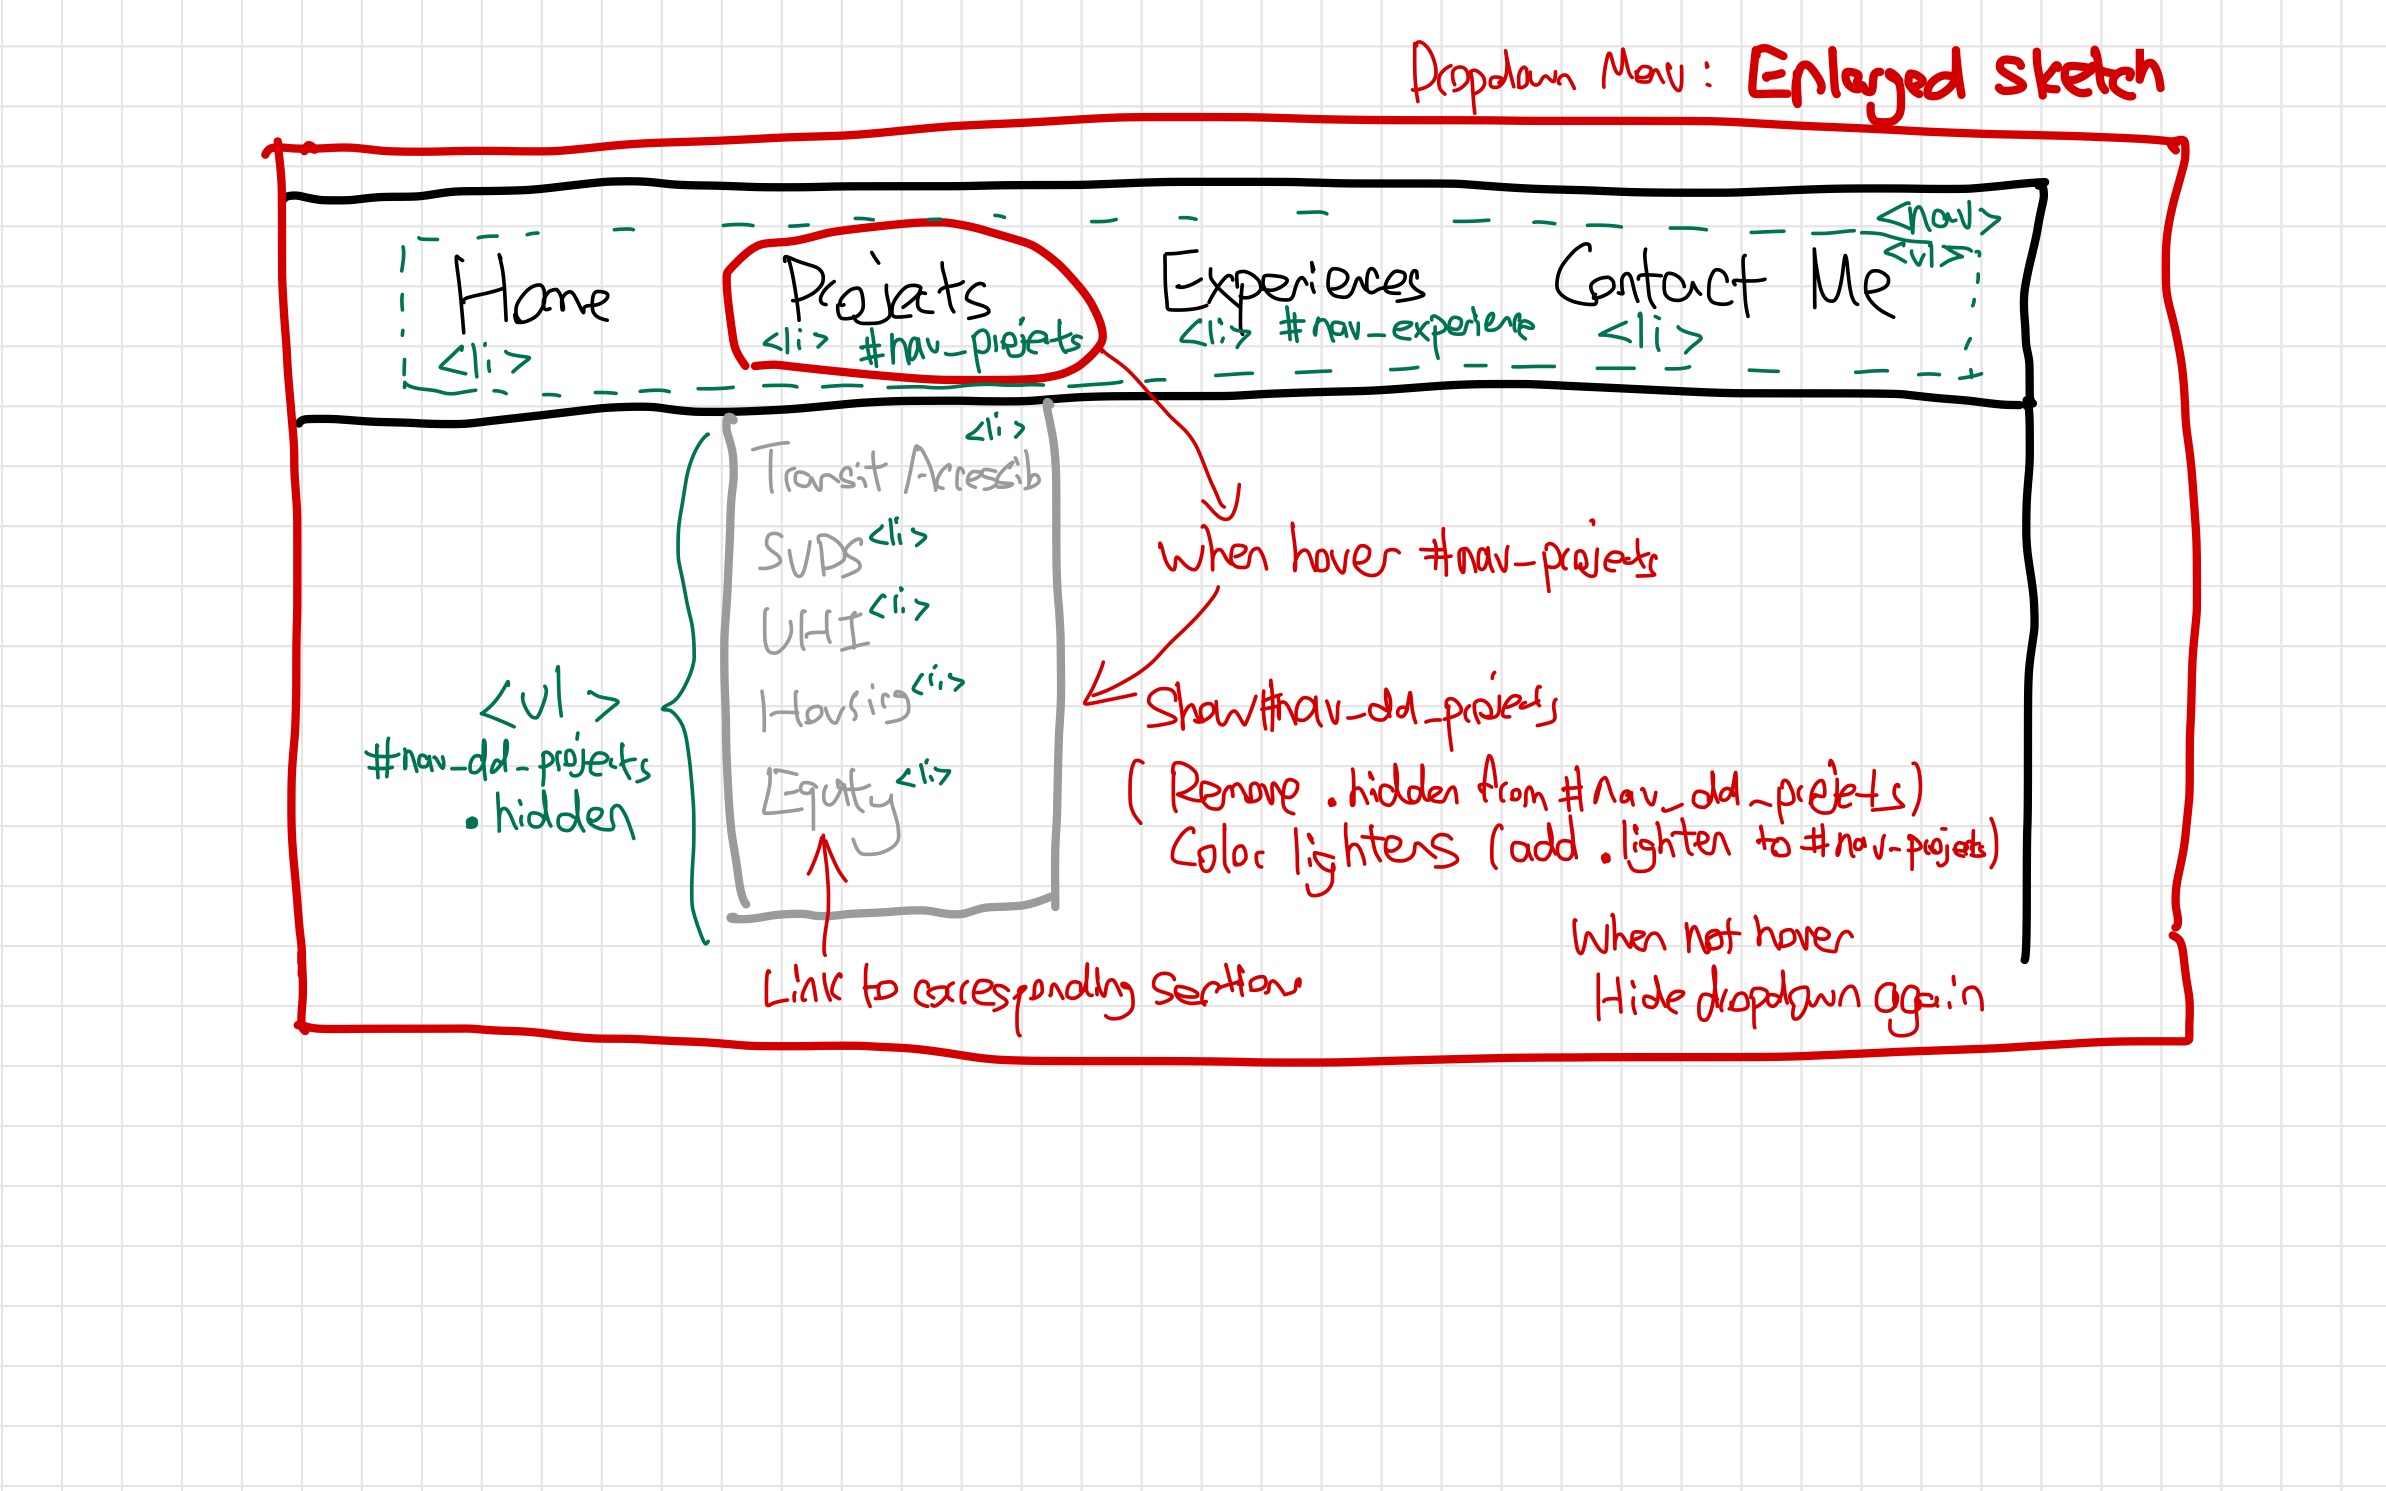 Dropdown Menu: Enlarged sketch
<nav>
<ul>
Home Projects Experiences Contact Me
<li> <li> #nav_projects <li> #nav_experiences <li>
Transit Accessib <li>
SVDS <li>
UHI <li>
Housing <li>
Equity <li>
<ul>
#nav_dd_projects
.hidden
When hover #nav_projects
Show #nav_dd_projects
(Remove .hidden from #nav_dd_projects)
Color lightens (add .lighten to #nav_projects)
When not hover
Hide dropdown again
Link to corresponding section